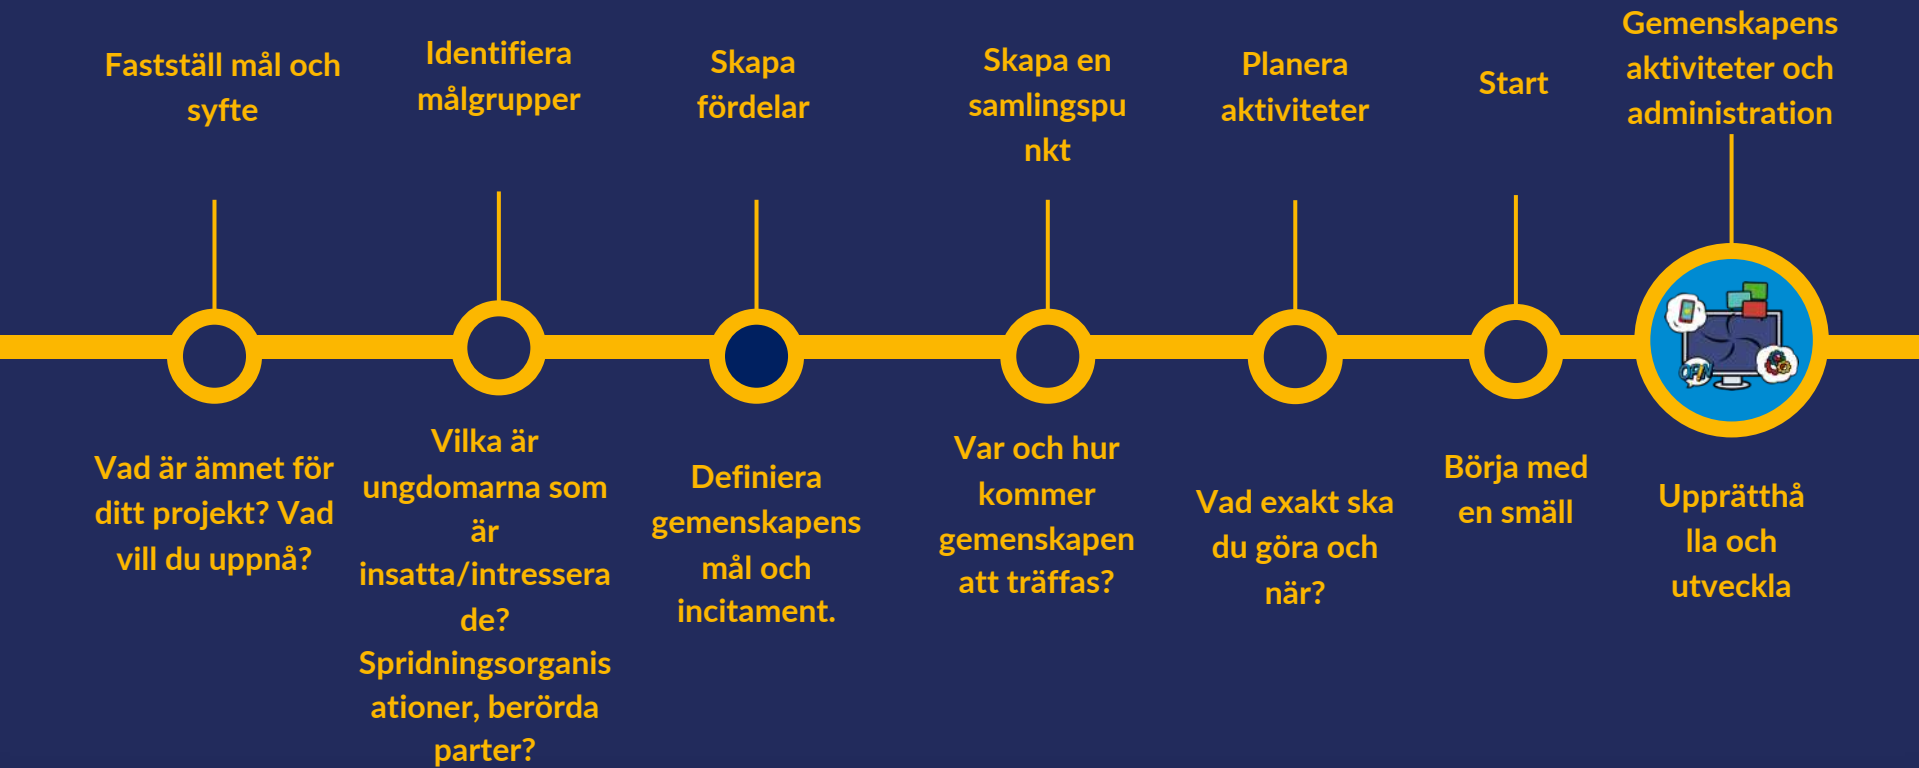 Fastställ mål och
syfte
Identifiera
målgrupper
Skapa
fördelar
Skapa en
samlingspu
nkt
Planera
aktiviteter
Start
Gemenskapens
aktiviteter och
administration
OPIN
Vad är ämnet för
ditt projekt? Vad
vill du uppnå?
Vilka är
ungdomarna som
är
insatta/intressera
de?
Spridningsorganis
ationer, berörda
parter?
Definiera
gemenskapens
mål och
incitament.
Var och hur
kommer
gemenskapen
att träffas?
Vad exakt ska
du göra och
när?
Börja med
en smäll
Upprätthå
lla och
utveckla